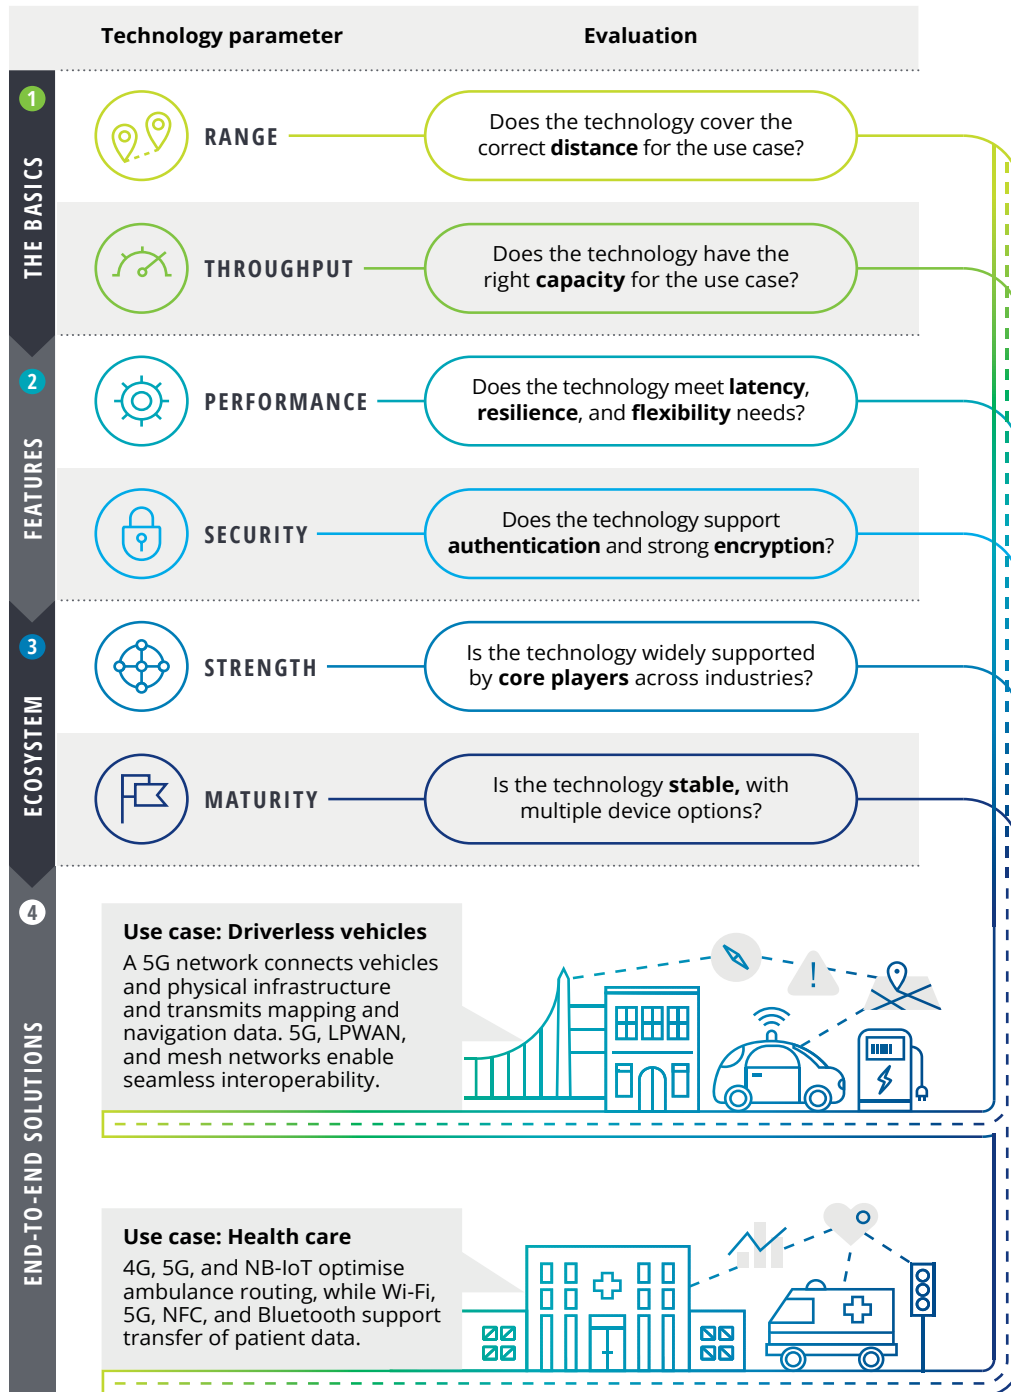 Technology parameter
Evaluation
1
THE BASICS
RANGE
Does the technology cover the
correct distance for the use case?
THROUGHPUT
Does the technology have the
right capacity for the use case?
2
FEATURES
PERFORMANCE
Does the technology meet latency,
resilience, and flexibility needs?
SECURITY
Does the technology support
authentication and strong encryption?
3
ECOSYSTEM
STRENGTH
Is the technology widely supported
by core players across industries?
MATURITY
Is the technology stable, with
multiple device options?
4
END-TO-END SOLUTIONS
Use case: Driverless vehicles
A 5G network connects vehicles
and physical infrastructure
and transmits mapping and
navigation data. 5G, LPWAN,
and mesh networks enable
seamless interoperability.
!
Use case: Health care
4G, 5G, and NB-IoT optimise
ambulance routing, while Wi-Fi,
5G, NFC, and Bluetooth support
transfer of patient data.